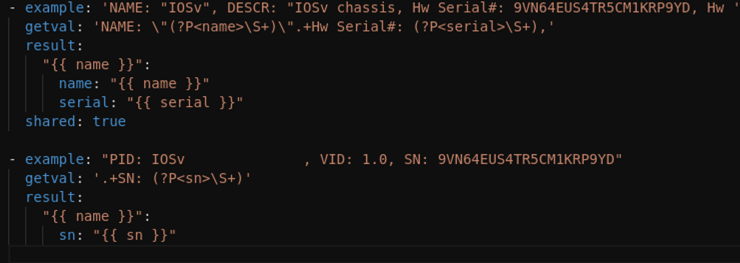 - example: 'NAME: "IOSv", DESCR: "IOSv chassis, Hw Serial#: 9VN64EUS4TR5CM1KRP9YD, Hw '
  getval: 'NAME: \"(?P<name>\S+)\".+Hw Serial#: (?P<serial>\S+),'
  result:
    "{{ name }}":
      name: "{{ name }}"
      serial: "{{ serial }}"
  shared: true
- example: "PID: IOSv              , VID: 1.0, SN: 9VN64EUS4TR5CM1KRP9YD"
  getval: '.+SN: (?P<sn>\S+)'
  result:
    "{{ name }}":
      sn: "{{ sn }}"